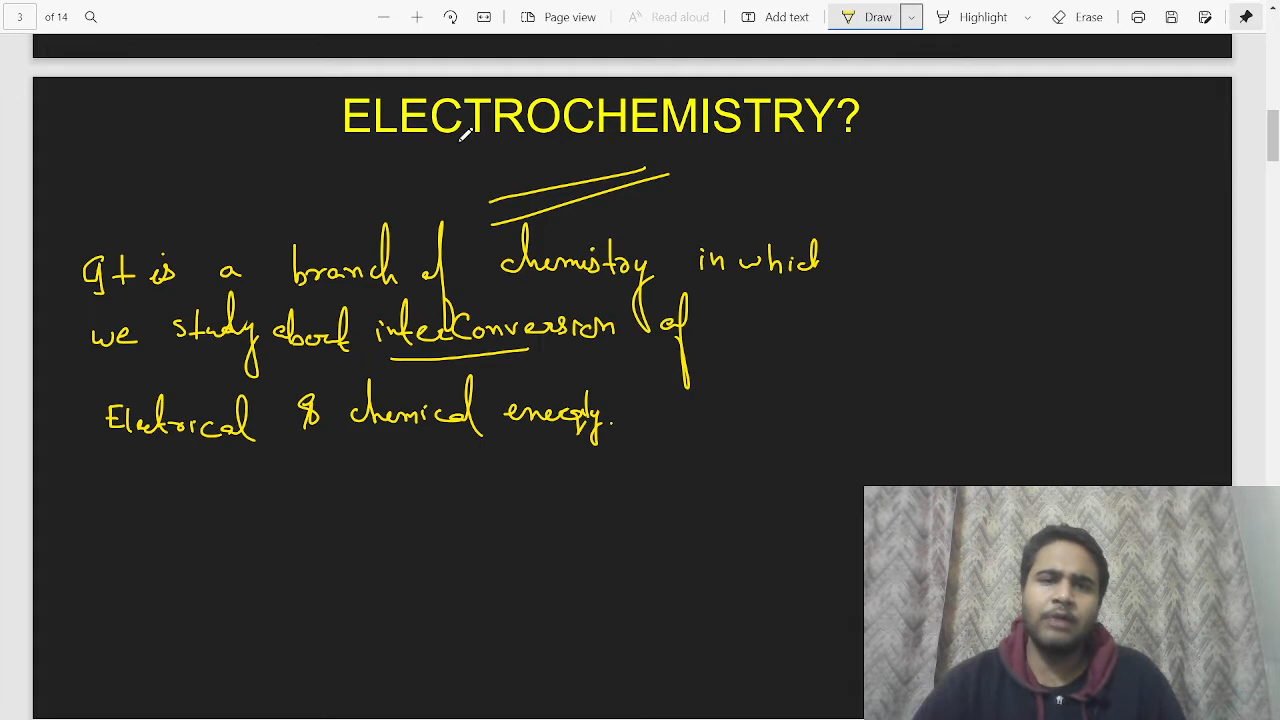 3 of 14 Page view Read aloud Add text Draw Highlight Erase
ELECTROCHEMISTRY?
It is a branch of chemistry in which
we study about interConversion of
Eletrical & chemical energy.